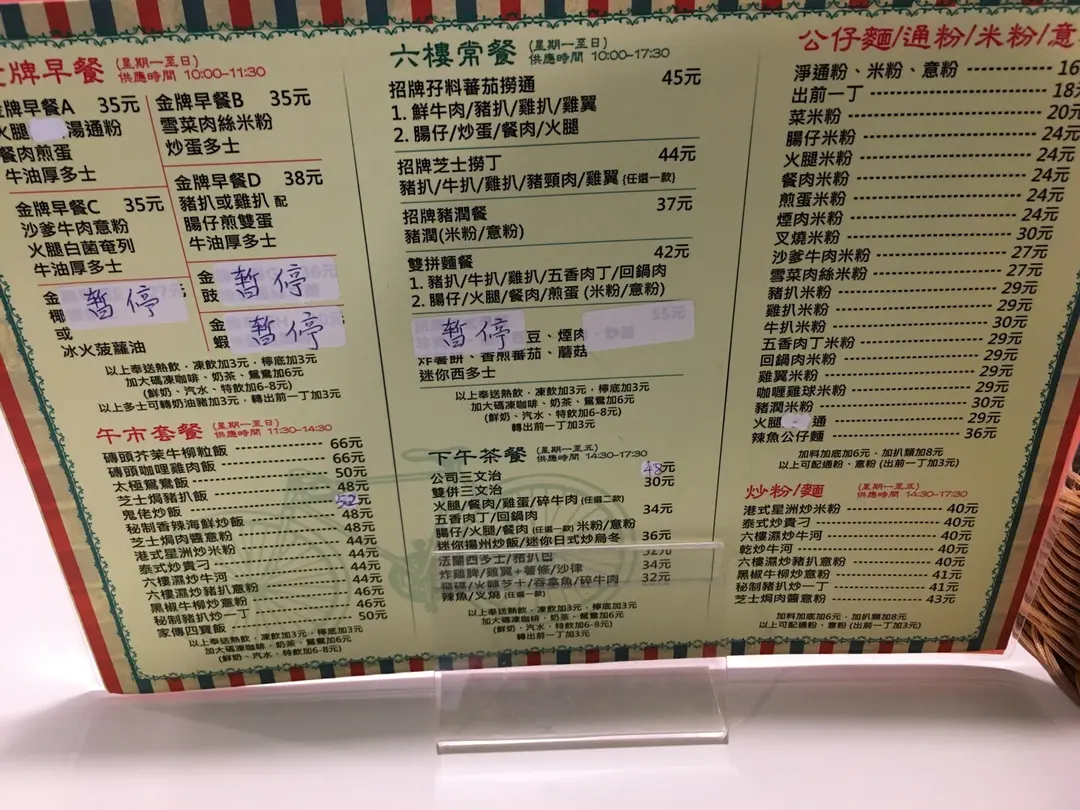 牌早餐 (星期一至日)
供應時間 10:00-11:30
金牌早餐A 35元
火腿 湯通粉
餐肉煎蛋
牛油厚多士
金牌早餐B 35元
雪菜肉絲米粉
炒蛋多士
金牌早餐C 35元
沙爹牛肉意粉
火腿白菌奄列
牛油厚多士
金牌早餐D 38元
豬扒或雞扒 配
腸仔煎雙蛋
牛油厚多士
金 暫停
椰
或
冰火菠蘿油
金 暫停
豉
金 暫停
蝦
以上奉送熱飲﹐凍飲加3元﹐檸底加3元
加大碼凍咖啡、奶茶、鴛鴦加6元
(鮮奶、汽水﹐特飲加6-8元)
以上多士可轉奶油豬加3元﹐轉出前一丁加3元
午市套餐 (星期一至日)
供應時間 11:30-14:30
磚頭芥茉牛柳粒飯 66元
磚頭咖哩雞肉飯 66元
太極鴛鴦飯 50元
芝士焗豬扒飯 48元
鬼佬炒飯 52元
秘制香辣海鮮炒飯 48元
芝士焗肉醬意粉 48元
港式星洲炒米粉 44元
泰式炒貴刁 44元
六樓濕炒牛河 44元
六樓濕炒豬扒意粉 44元
黑椒牛柳炒意粉 46元
秘制豬扒炒一丁 46元
家傳四寶飯 50元
以上奉送熱飲﹐凍飲加3元﹐檸底加3元
加大碼凍咖啡﹐奶茶﹐鴛鴦加6元
(鮮奶﹐汽水﹐特飲加6-8元)
六樓常餐 (星期一至日)
供應時間 10:00-17:30
招牌孖料蕃茄撈通 45元
1. 鮮牛肉/豬扒/雞扒/雞翼
2. 腸仔/炒蛋/餐肉/火腿
招牌芝士撈丁 44元
豬扒/牛扒/雞扒/豬頸肉/雞翼 (任選一款)
招牌豬潤餐 37元
豬潤(米粉/意粉)
雙拼麵餐 42元
1. 豬扒/牛扒/雞扒/五香肉丁/回鍋肉
2. 腸仔/火腿/餐肉/煎蛋 (米粉/意粉)
招 暫停 55元
豆、煙肉
炸薯餅、香煎蕃茄、蘑菇
迷你西多士
以上奉送熱飲﹐凍飲加3元﹐檸底加3元
加大碼凍咖啡、奶茶、鴛鴦加6元
(鮮奶、汽水﹐特飲加6-8元)
轉出前一丁加3元
下午茶餐 (星期一至五)
供應時間 14:30-17:30
公司三文治 48元
雙併三文治 30元
火腿/餐肉/雞蛋/碎牛肉 (任選二款)
五香肉丁/回鍋肉 34元
腸仔/火腿/餐肉 (任選一款) 米粉/意粉
迷你揚州炒飯/迷你日式炒烏冬 36元
法蘭西多士/豬扒包 32元
炸雞脾/雞翼+薯條/沙律 34元
火腿芝士+吞拿魚/碎牛肉 32元
辣魚/叉燒 (任選一款)
以上奉送熱飲﹐凍飲加3元﹐檸底加3元
加大碼凍咖啡﹐奶茶﹐鴛鴦加6元
(鮮奶﹐汽水﹐特飲加6-8元)
轉出前一丁加3元
公仔麵/通粉/米粉/意
淨通粉、米粉、意粉 16
出前一丁 18元
菜米粉 20元
腸仔米粉 24元
火腿米粉 24元
餐肉米粉 24元
煎蛋米粉 24元
煙肉米粉 24元
叉燒米粉 30元
沙爹牛肉米粉 27元
雪菜肉絲米粉 27元
豬扒米粉 29元
雞扒米粉 29元
牛扒米粉 30元
五香肉丁米粉 29元
回鍋肉米粉 29元
雞翼米粉 29元
咖喱雞球米粉 29元
豬潤米粉 30元
火腿 通 29元
辣魚公仔麵 36元
加料加底加6元﹐加扒類加8元
以上可配通粉﹐意粉 (出前一丁加3元)
炒粉/麵 (星期一至五)
供應時間 14:30-17:30
港式星洲炒米粉 40元
泰式炒貴刁 40元
六樓濕炒牛河 40元
乾炒牛河 40元
六樓濕炒豬扒意粉 40元
黑椒牛柳炒意粉 41元
秘制豬扒炒一丁 41元
芝士焗肉醬意粉 43元
加料加底加6元﹐加扒類加8元
以上可配通粉﹐意粉 (出前一丁加3元)